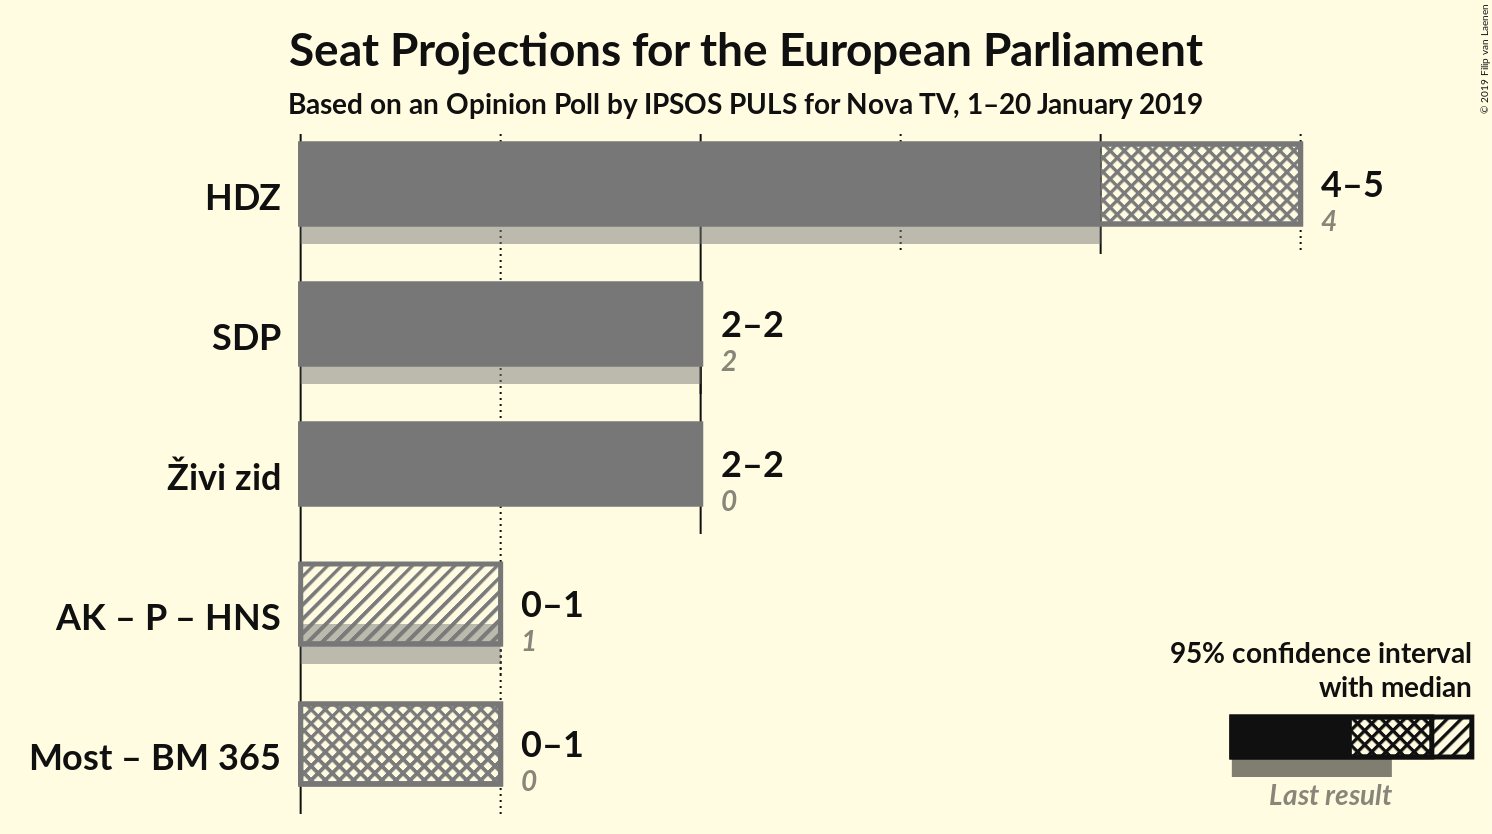 Seat Projections for the European Parliament
Based on an Opinion Poll by IPSOS PULS for Nova TV, 1–20 January 2019
© 2019 Filip van Laenen
HDZ
4–5
4
SDP
2–2
2
Živi zid
2–2
0
AK – P – HNS
0–1
1
Most – BM 365
0–1
0
95% confidence interval
with median
Last result